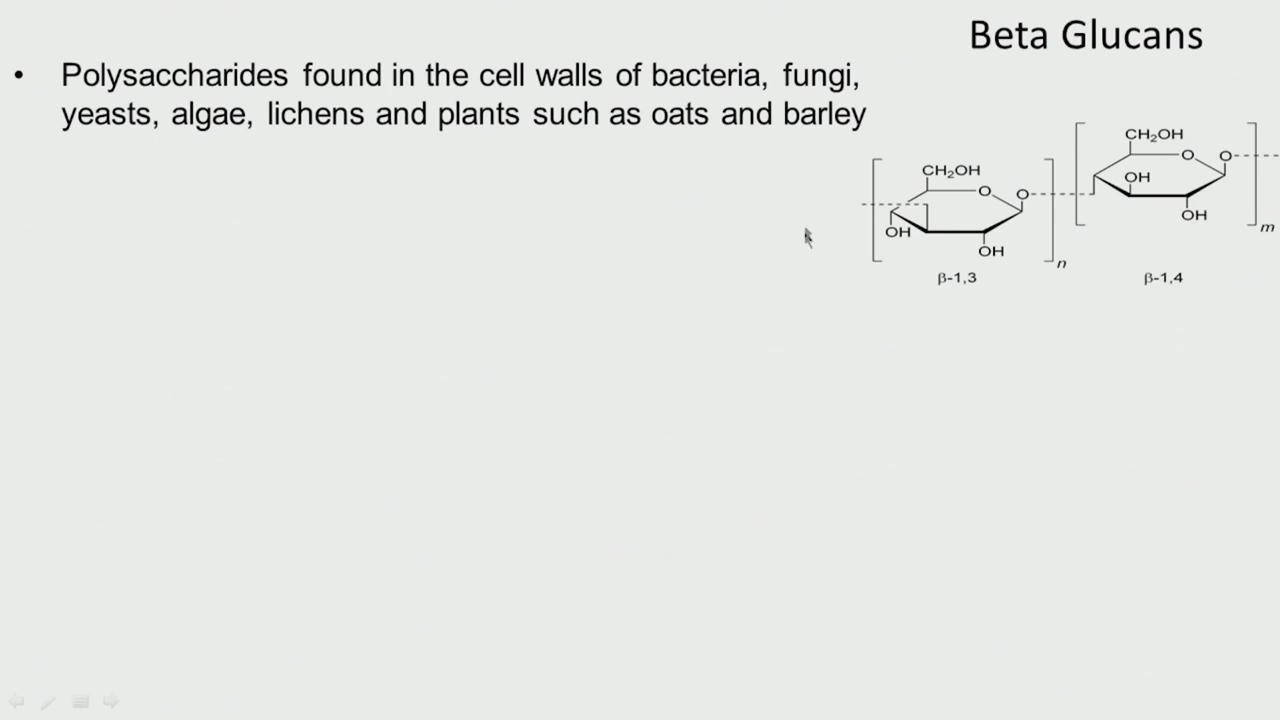 Beta Glucans
• Polysaccharides found in the cell walls of bacteria, fungi,
yeasts, algae, lichens and plants such as oats and barley
CH₂OH
O
O
OH
OH
n
β-1,3
CH₂OH
O
O
OH
OH
m
β-1,4